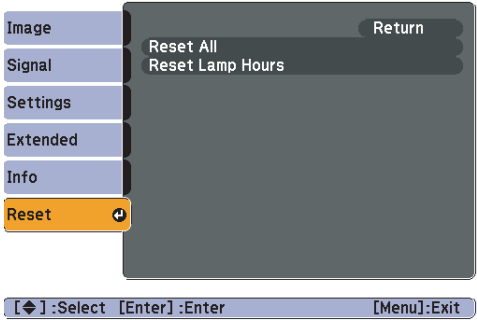 Image
Signal
Settings
Extended
Info
Reset
Return
Reset All
Reset Lamp Hours
[◆] :Select [Enter] :Enter [Menu]:Exit